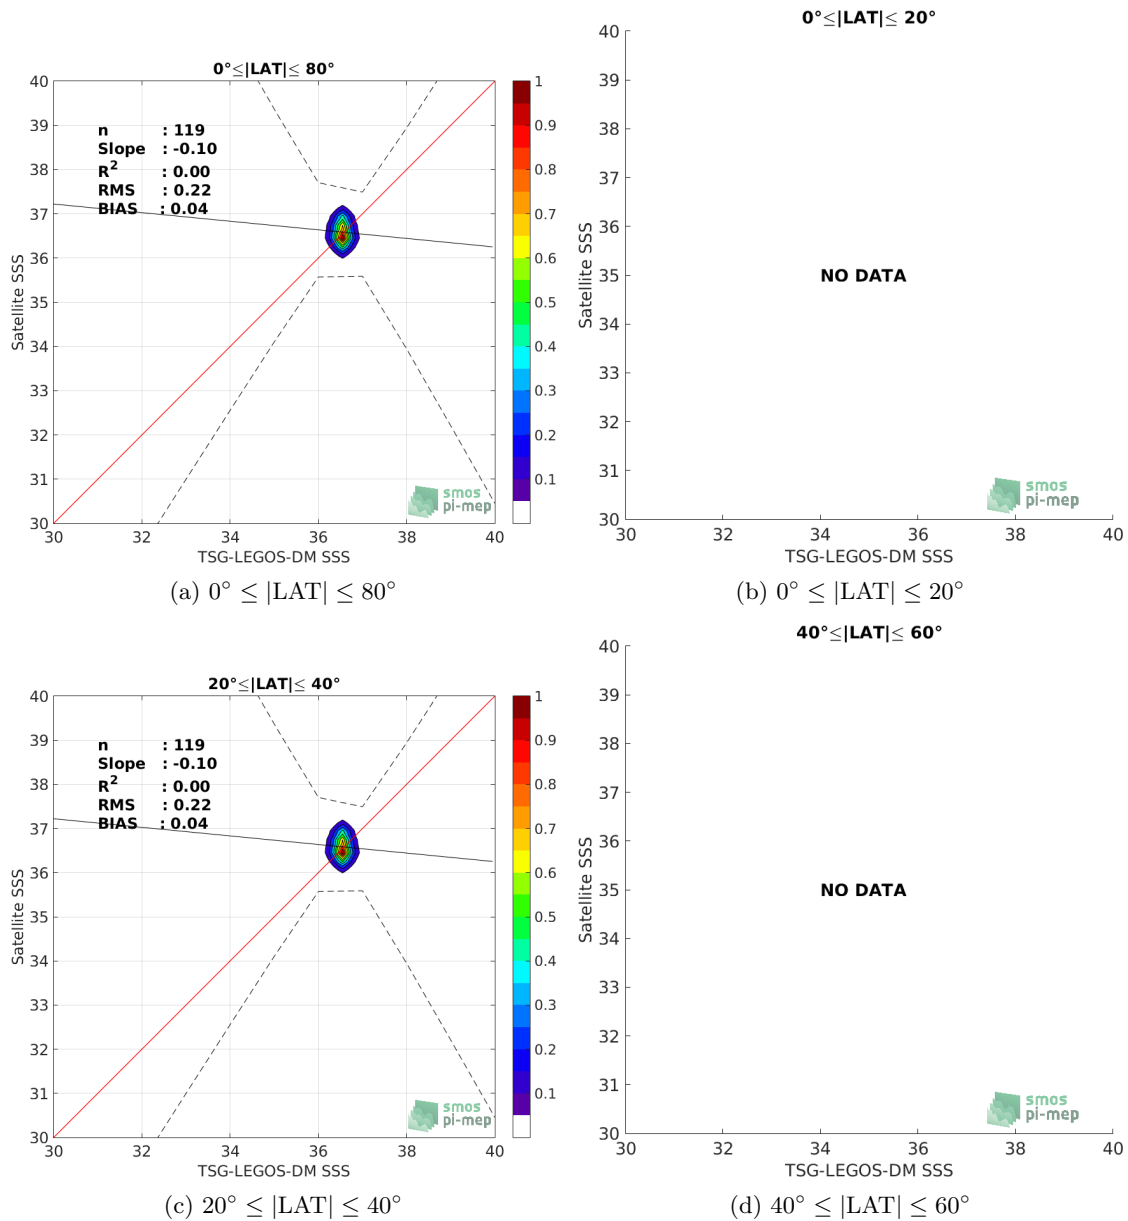 0°≤|LAT|≤ 80°
40
39
38
37
36
35
34
33
32
31
30
Satellite SSS
n : 119
Slope : -0.10
R² : 0.00
RMS : 0.22
BIAS : 0.04
smos
pi-mep
30 32 34 36 38 40
TSG-LEGOS-DM SSS
1
0.9
0.8
0.7
0.6
0.5
0.4
0.3
0.2
0.1
(a) 0° ≤ |LAT| ≤ 80°
0°≤|LAT|≤ 20°
40
39
38
37
36
35
34
33
32
31
30
Satellite SSS
NO DATA
smos
pi-mep
30 32 34 36 38 40
TSG-LEGOS-DM SSS
(b) 0° ≤ |LAT| ≤ 20°
20°≤|LAT|≤ 40°
40
39
38
37
36
35
34
33
32
31
30
Satellite SSS
n : 119
Slope : -0.10
R² : 0.00
RMS : 0.22
BIAS : 0.04
smos
pi-mep
30 32 34 36 38 40
TSG-LEGOS-DM SSS
1
0.9
0.8
0.7
0.6
0.5
0.4
0.3
0.2
0.1
(c) 20° ≤ |LAT| ≤ 40°
40°≤|LAT|≤ 60°
40
39
38
37
36
35
34
33
32
31
30
Satellite SSS
NO DATA
smos
pi-mep
30 32 34 36 38 40
TSG-LEGOS-DM SSS
(d) 40° ≤ |LAT| ≤ 60°